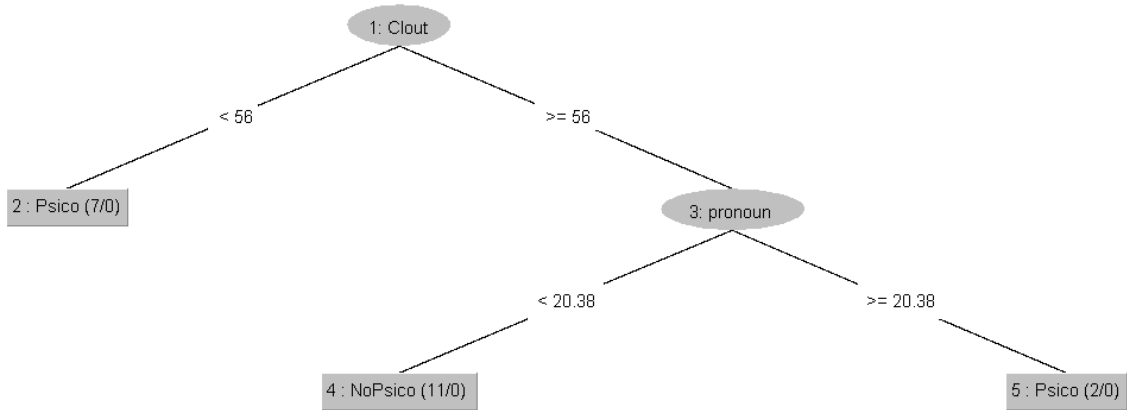 1: Clout
< 56
>= 56
2 : Psico (7/0)
3: pronoun
< 20.38
>= 20.38
4 : NoPsico (11/0)
5 : Psico (2/0)